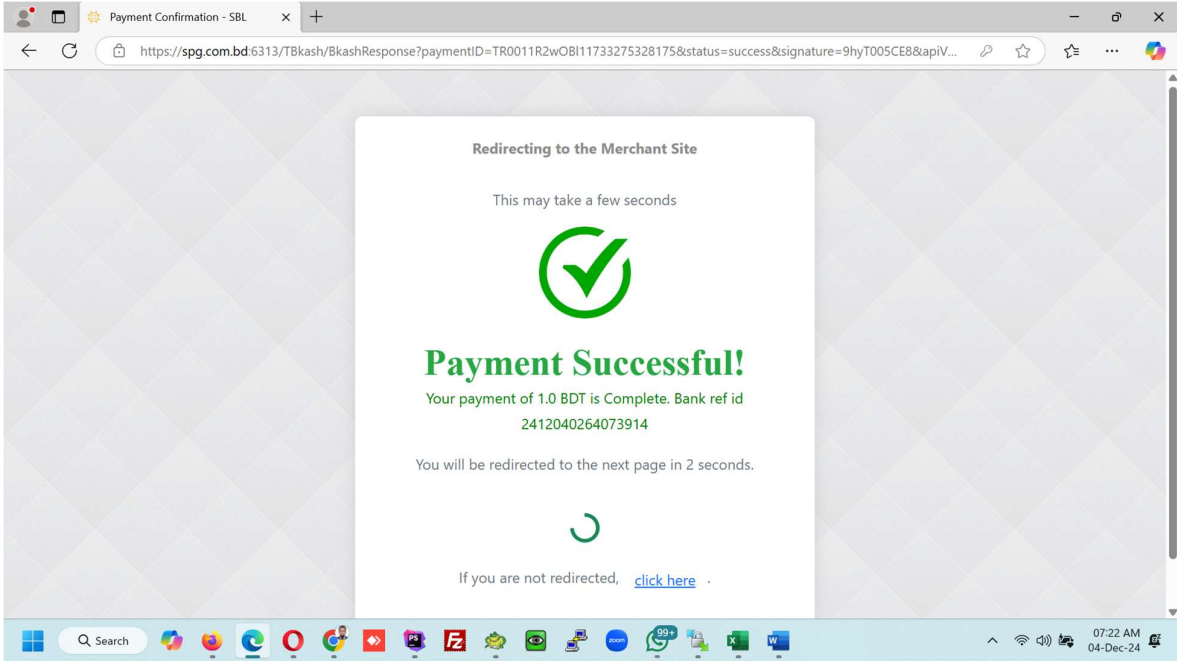 Payment Confirmation - SBL
https://spg.com.bd:6313/TBkash/BkashResponse?paymentID=TR0011R2wOBI11733275328175&status=success&signature=9hyT005CE8&apiV...
Redirecting to the Merchant Site
This may take a few seconds
Payment Successful!
Your payment of 1.0 BDT is Complete. Bank ref id
2412040264073914
You will be redirected to the next page in 2 seconds.
If you are not redirected, click here .
Search
PS
FZ
zoom
99+
X
W
07:22 AM
04-Dec-24